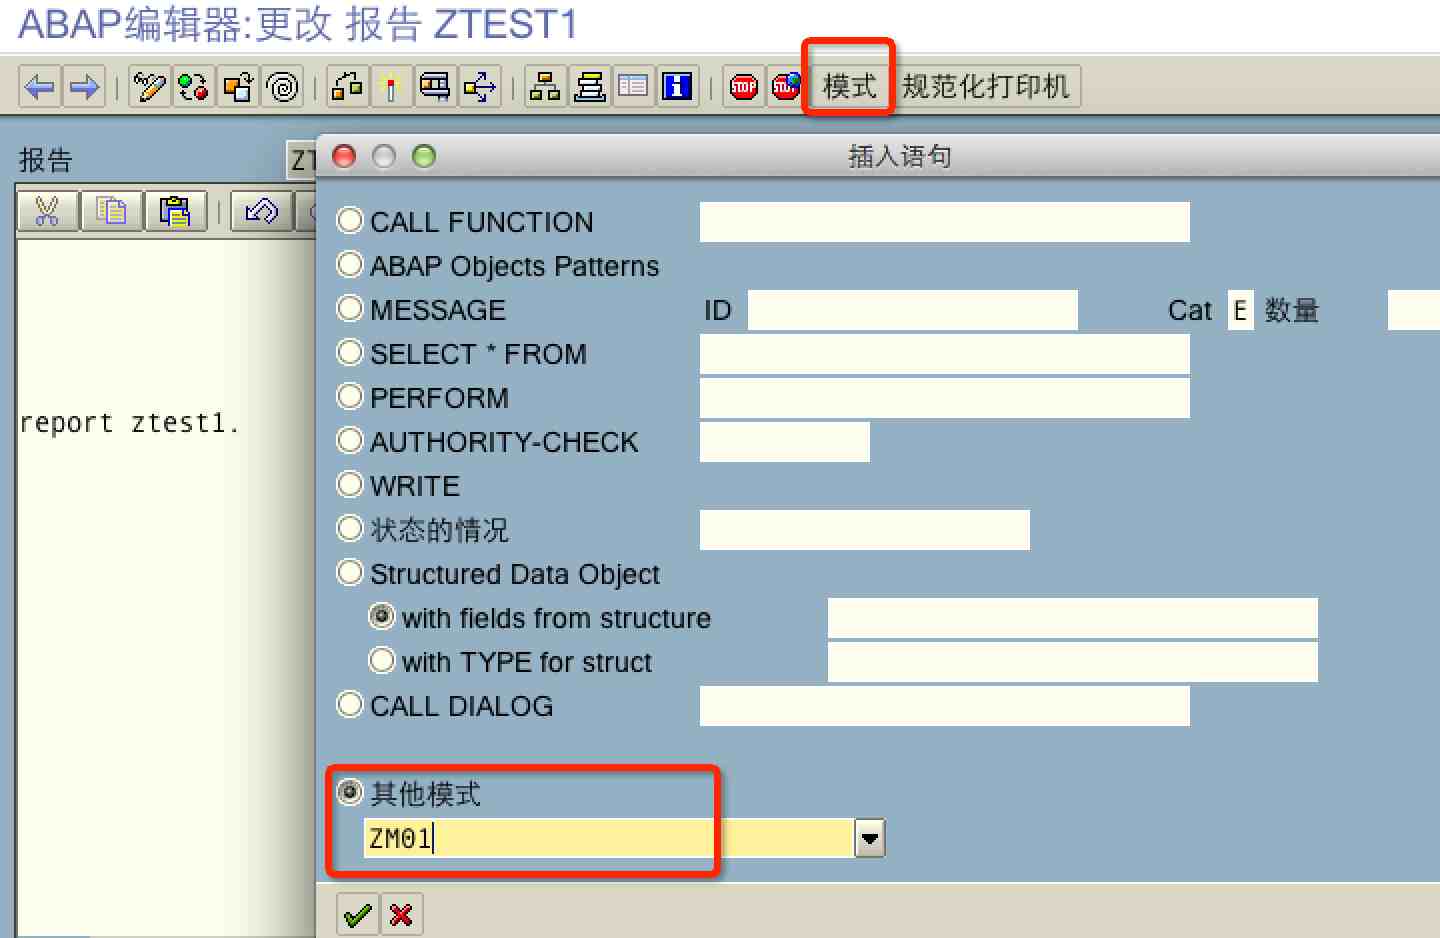 ABAP编辑器:更改 报告 ZTEST1
STOP
模式 规范化打印机
报告 ZT
插入语句
CALL FUNCTION
ABAP Objects Patterns
MESSAGE ID Cat E 数量
SELECT * FROM
PERFORM
report ztest1.
AUTHORITY-CHECK
WRITE
状态的情况
Structured Data Object
with fields from structure
with TYPE for struct
CALL DIALOG
其他模式
ZM01